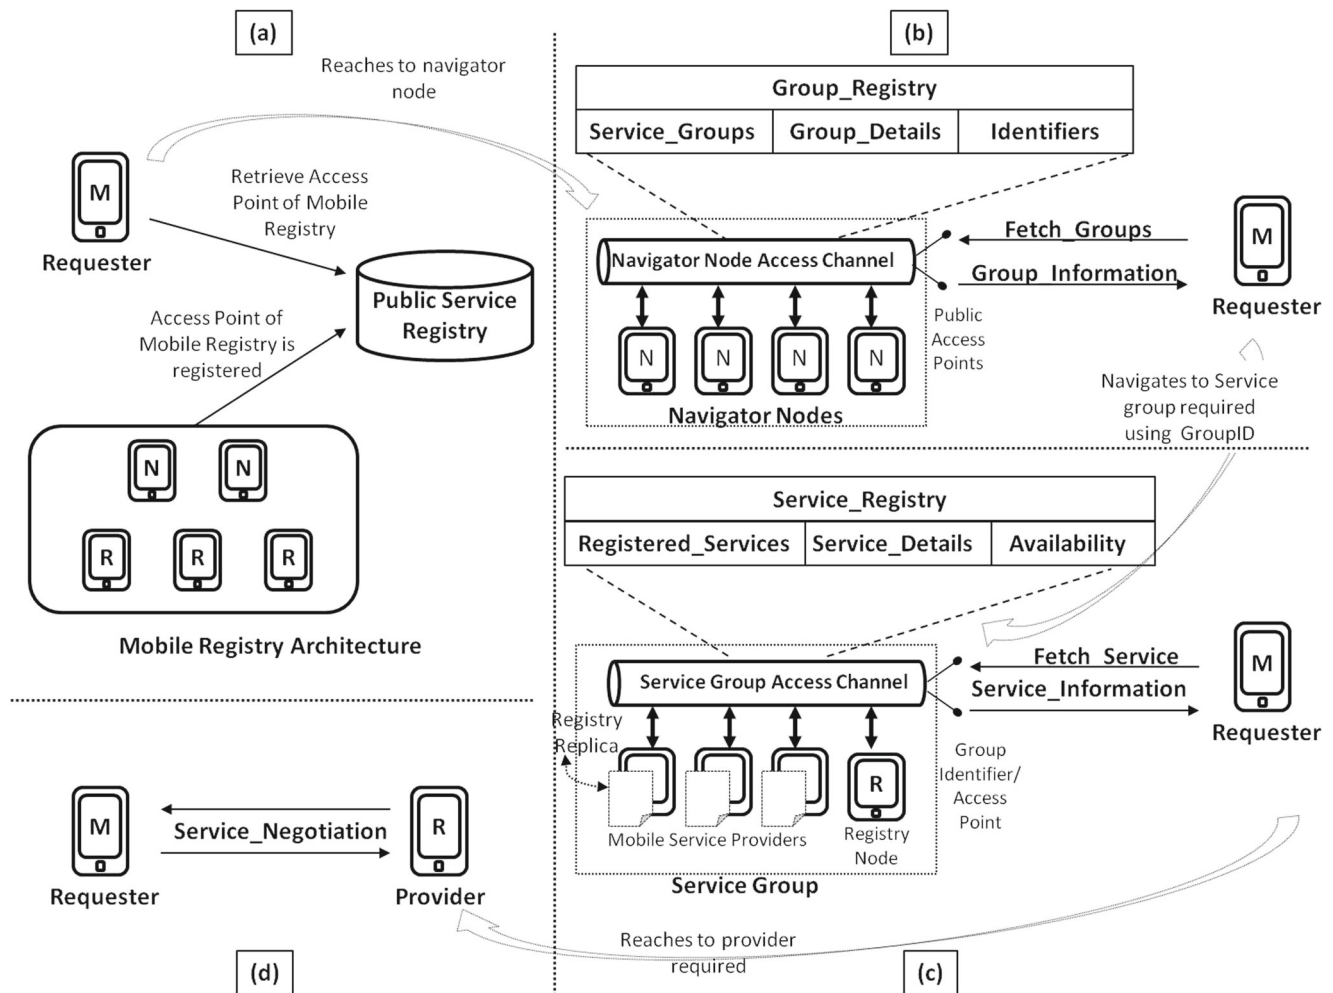 (a)
Reaches to navigator
node
M
Requester
Retrieve Access
Point of Mobile
Registry
Public Service
Registry
Access Point of
Mobile Registry is
registered
N
N
R
R
R
Mobile Registry Architecture
(b)
Group_Registry
Service_Groups
Group_Details
Identifiers
Navigator Node Access Channel
N
N
N
N
Navigator Nodes
Public
Access
Points
Fetch_Groups
Group_Information
M
Requester
Navigates to Service
group required
using GroupID
Service_Registry
Registered_Services
Service_Details
Availability
Service Group Access Channel
Registry
Replica
Mobile Service Providers
R
Registry
Node
Service Group
Group
Identifier/
Access
Point
Fetch_Service
Service_Information
M
Requester
(c)
Reaches to provider
required
M
Requester
Service_Negotiation
R
Provider
(d)